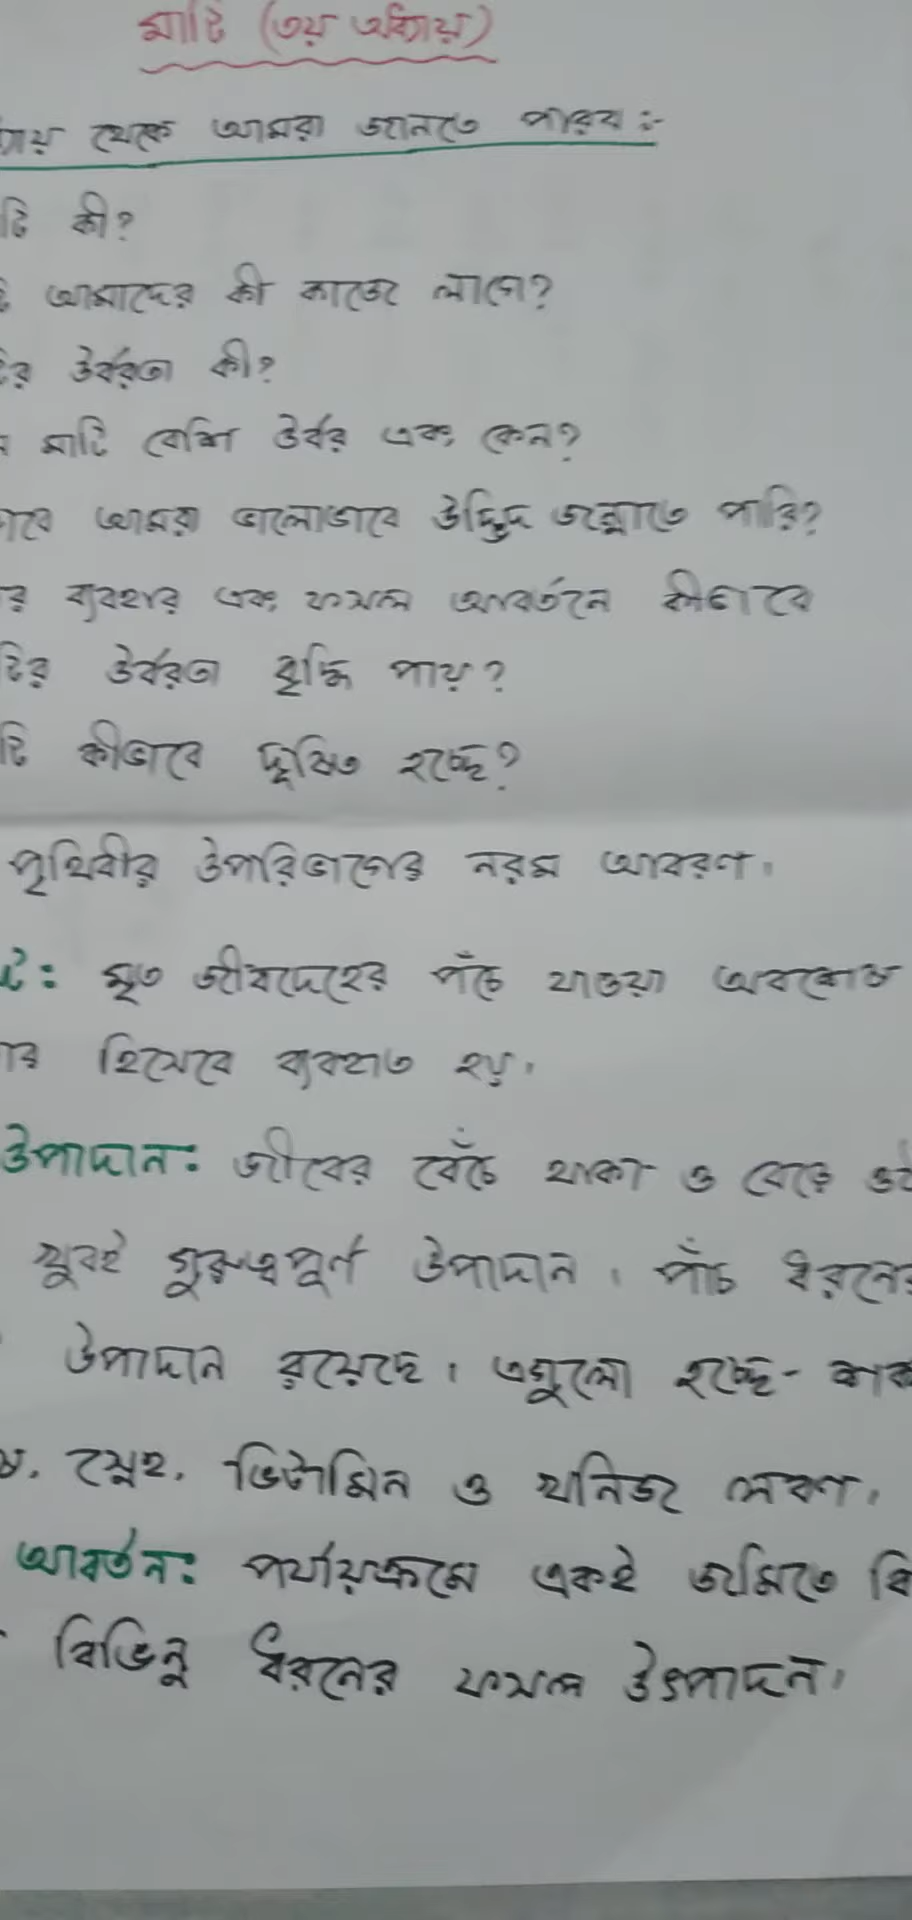 মাটি (৩য় অধ্যায়)
থেকে আমরা জানতে পারব :-
কী?
আমাদের কী কাজে লাগে?
উর্বরতা কী?
মাটি বেশি উর্বর এবং কেন?
আমরা ভালোভাবে উদ্ভিদ জন্মাতে পারি?
ব্যবহার এবং ফসল আবর্তনে কীভাবে
উর্বরতা বৃদ্ধি পায়?
কীভাবে দূষিত হচ্ছে?
পৃথিবীর উপরিভাগের নরম আবরণ।
মৃত জীবদেহের পঁচে যাওয়া অবশেষ
হিসেবে ব্যবহৃত হয়।
উপাদান: জীবের বেঁচে থাকা ও বেড়ে
খুবই গুরুত্বপূর্ণ উপাদান। পাঁচ ধরনের
উপাদান রয়েছে। এগুলো হচ্ছে-
স্নেহ, ভিটামিন ও খনিজ লবণ।
আবর্তন: পর্যায়ক্রমে একই জমিতে
বিভিন্ন ধরনের ফসল উৎপাদন।